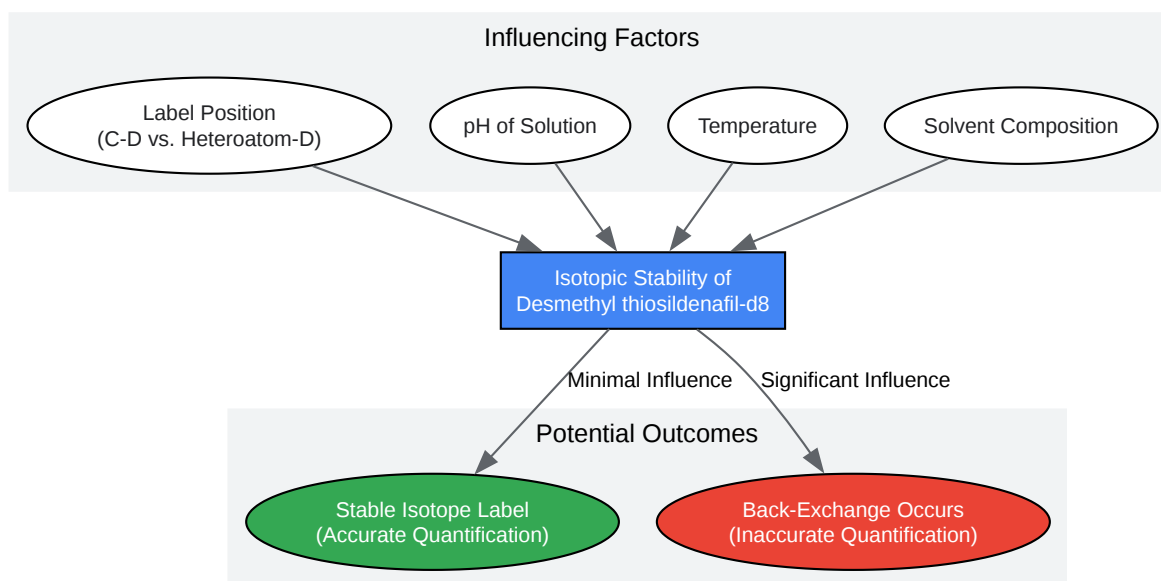 Influencing Factors
Label Position
(C-D vs. Heteroatom-D)
pH of Solution
Temperature
Solvent Composition
Isotopic Stability of
Desmethyl thiosildenafil-d8
Minimal Influence
Significant Influence
Potential Outcomes
Stable Isotope Label
(Accurate Quantification)
Back-Exchange Occurs
(Inaccurate Quantification)